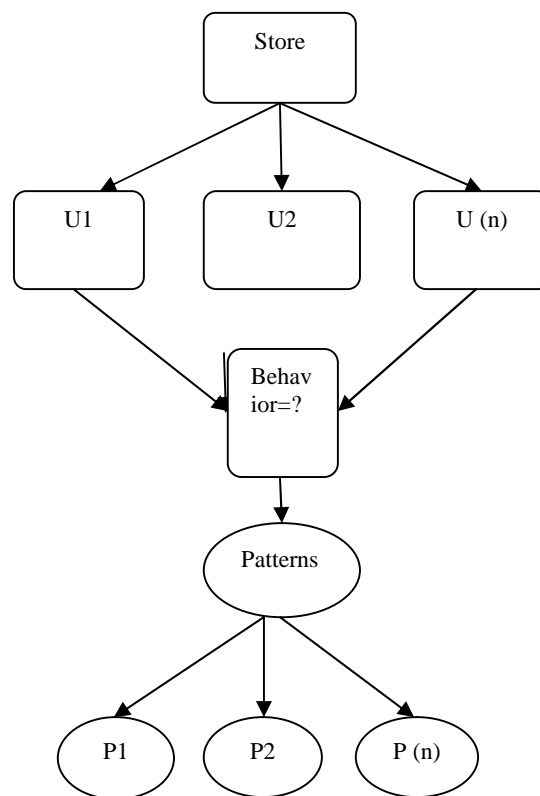 Store
U1
U2
U (n)
Behav
ior=?
Patterns
P1
P2
P (n)